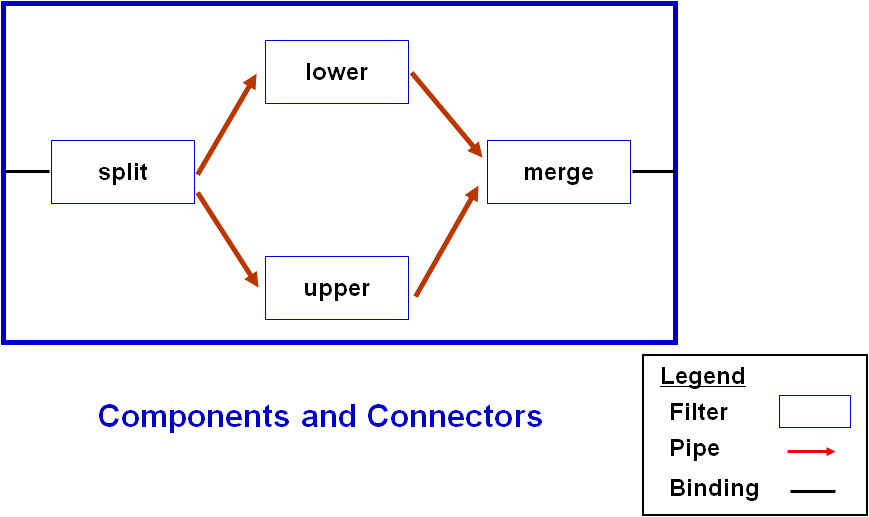 lower
split
merge
upper
Components and Connectors
Legend
Filter
Pipe
Binding